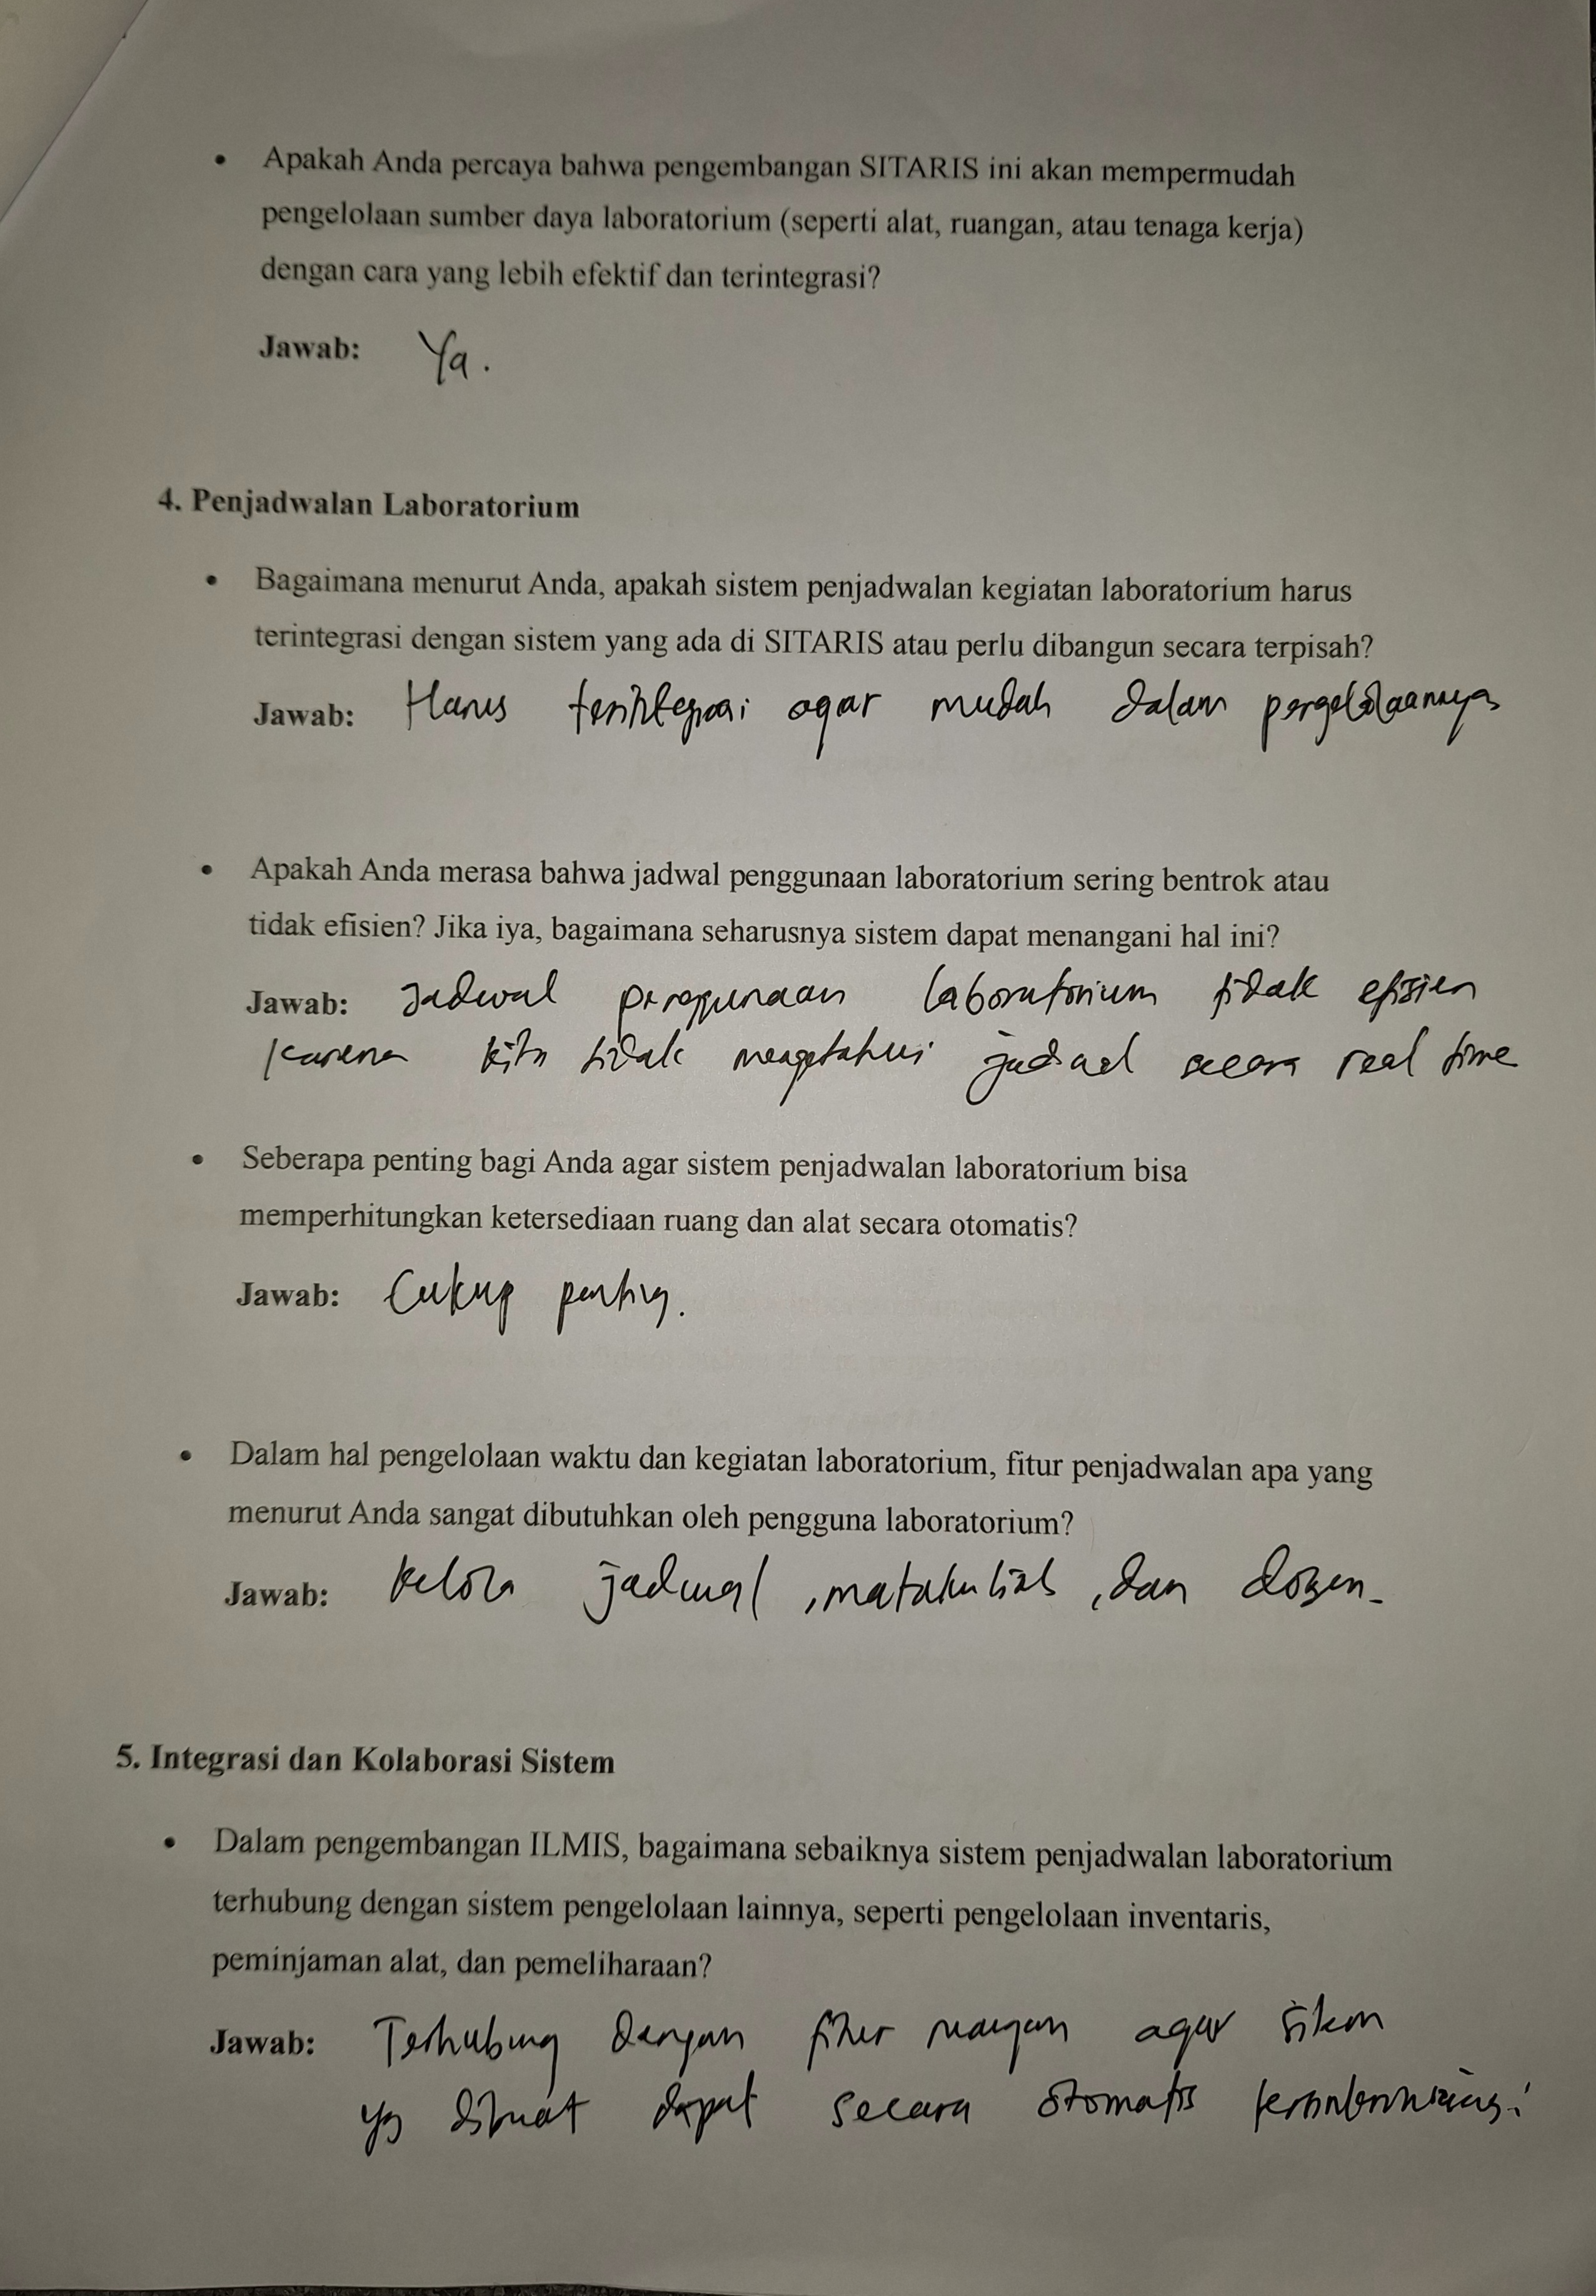 • Apakah Anda percaya bahwa pengembangan SITARIS ini akan mempermudah
pengelolaan sumber daya laboratorium (seperti alat, ruangan, atau tenaga kerja)
dengan cara yang lebih efektif dan terintegrasi?
Jawab: Ya.
4. Penjadwalan Laboratorium
• Bagaimana menurut Anda, apakah sistem penjadwalan kegiatan laboratorium harus
terintegrasi dengan sistem yang ada di SITARIS atau perlu dibangun secara terpisah?
Jawab: Harus terintegrasi agar mudah dalam pengelolaannya
• Apakah Anda merasa bahwa jadwal penggunaan laboratorium sering bentrok atau
tidak efisien? Jika iya, bagaimana seharusnya sistem dapat menangani hal ini?
Jawab: Jadwal penggunaan laboratorium tidak efisien
karena kita tidak mengetahui jadwal secara real time
• Seberapa penting bagi Anda agar sistem penjadwalan laboratorium bisa
memperhitungkan ketersediaan ruang dan alat secara otomatis?
Jawab: Cukup penting.
• Dalam hal pengelolaan waktu dan kegiatan laboratorium, fitur penjadwalan apa yang
menurut Anda sangat dibutuhkan oleh pengguna laboratorium?
Jawab: Kelola jadwal, matakuliah, dan dosen.
5. Integrasi dan Kolaborasi Sistem
• Dalam pengembangan ILMIS, bagaimana sebaiknya sistem penjadwalan laboratorium
terhubung dengan sistem pengelolaan lainnya, seperti pengelolaan inventaris,
peminjaman alat, dan pemeliharaan?
Jawab: Terhubung dengan fitur ruangan agar sistem
yg dibuat dapat secara otomatis